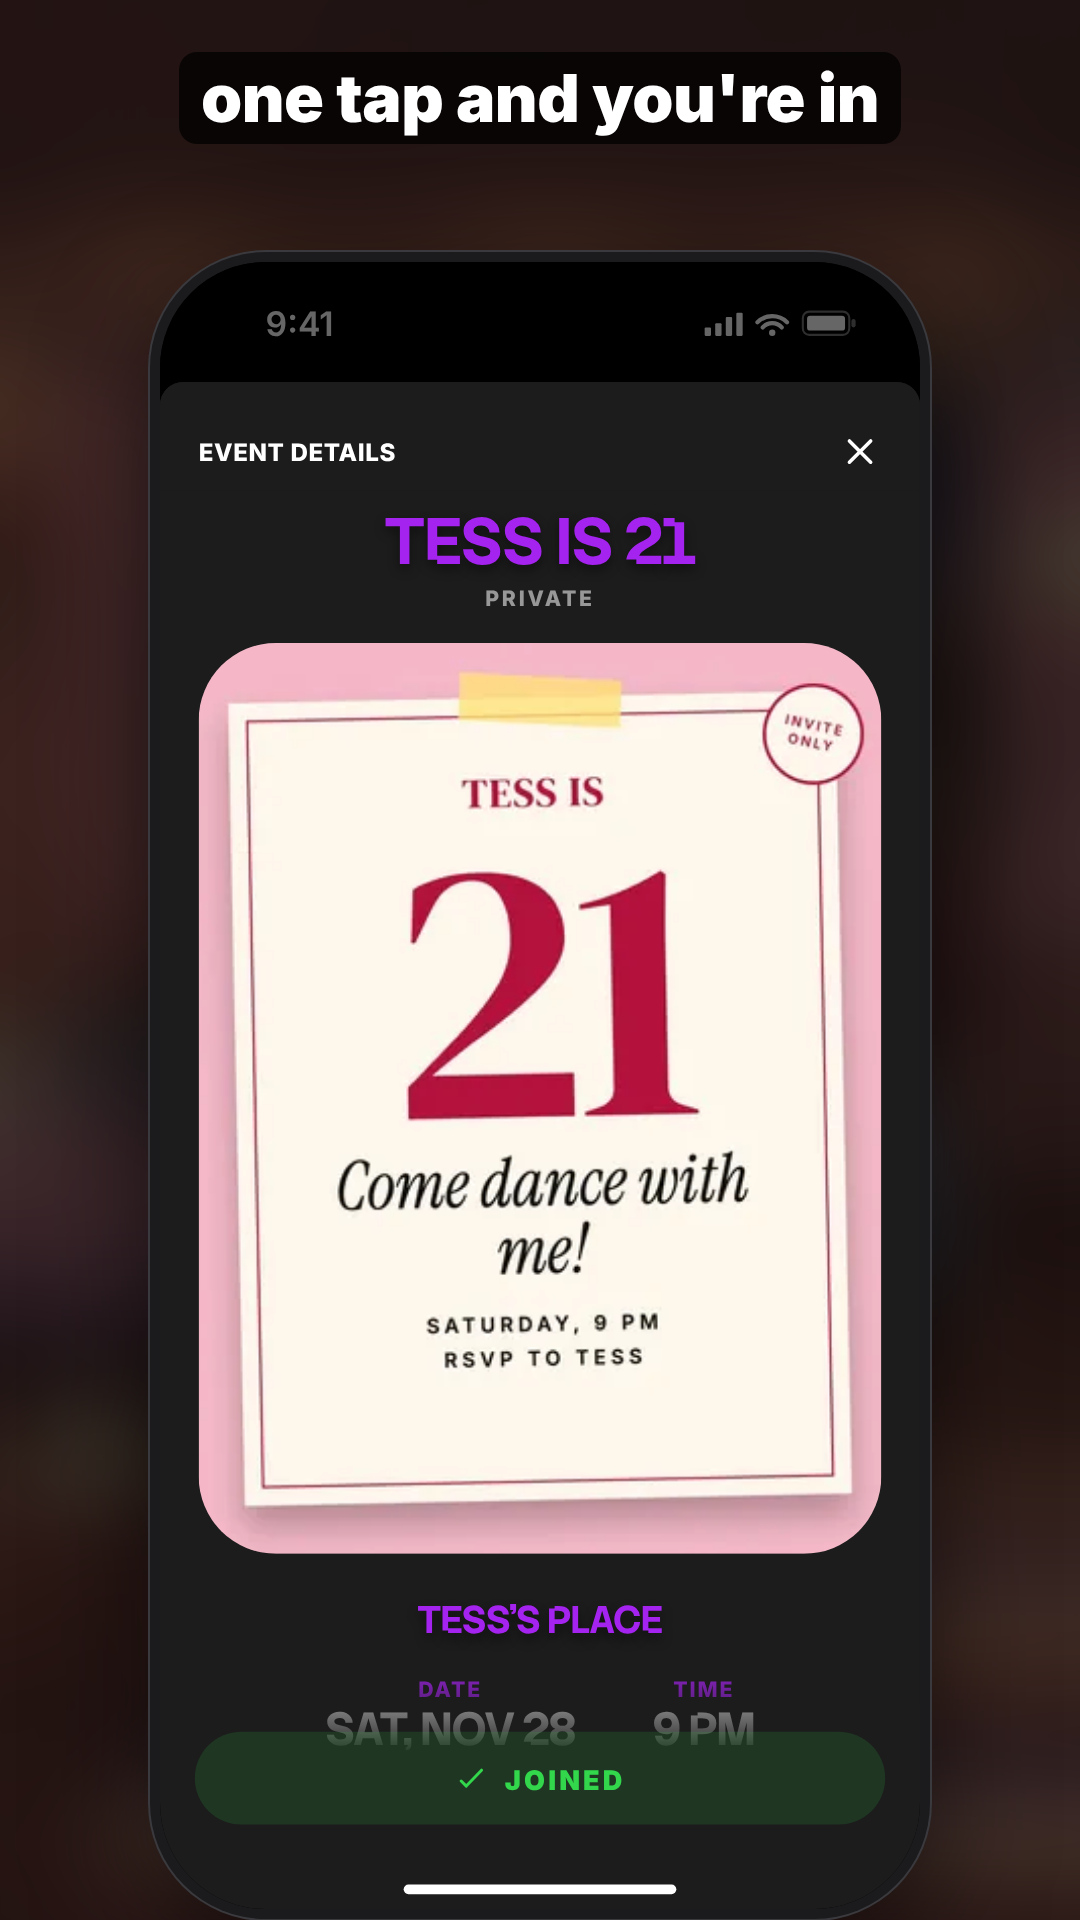 one tap and you're in
9:41
EVENT DETAILS
TESS IS 21
PRIVATE
INVITE
ONLY
TESS IS
21
Come dance with
me!
SATURDAY, 9 PM
RSVP TO TESS
TESS’S PLACE
DATE TIME
SAT, NOV 28 9 PM
JOINED